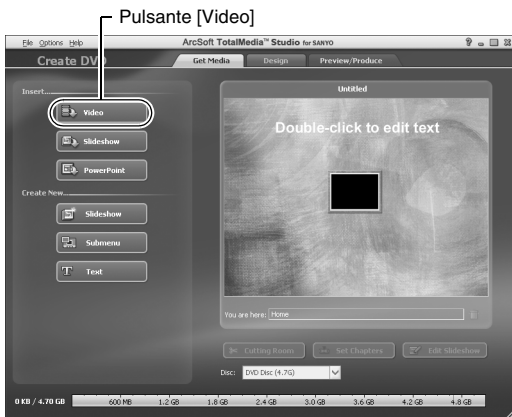 Pulsante [Video]
File Options Help
ArcSoft TotalMedia™ Studio for SANYO
Create DVD
Get Media
Design
Preview/Produce
Insert
Video
Slideshow
PowerPoint
Create New
Slideshow
Submenu
T Text
Untitled
Double-click to edit text
You are here: Home
Cutting Room
Set Chapters
Edit Slideshow
Disc: DVD Disc (4.7G)
0 KB / 4.70 GB
600 MB 1.2 GB 1.8 GB 2.4 GB 3.0 GB 3.6 GB 4.2 GB 4.8 GB